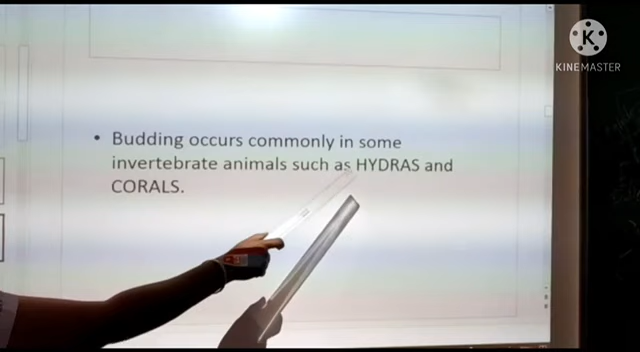 KINEMASTER
• Budding occurs commonly in some
invertebrate animals such as HYDRAS and
CORALS.